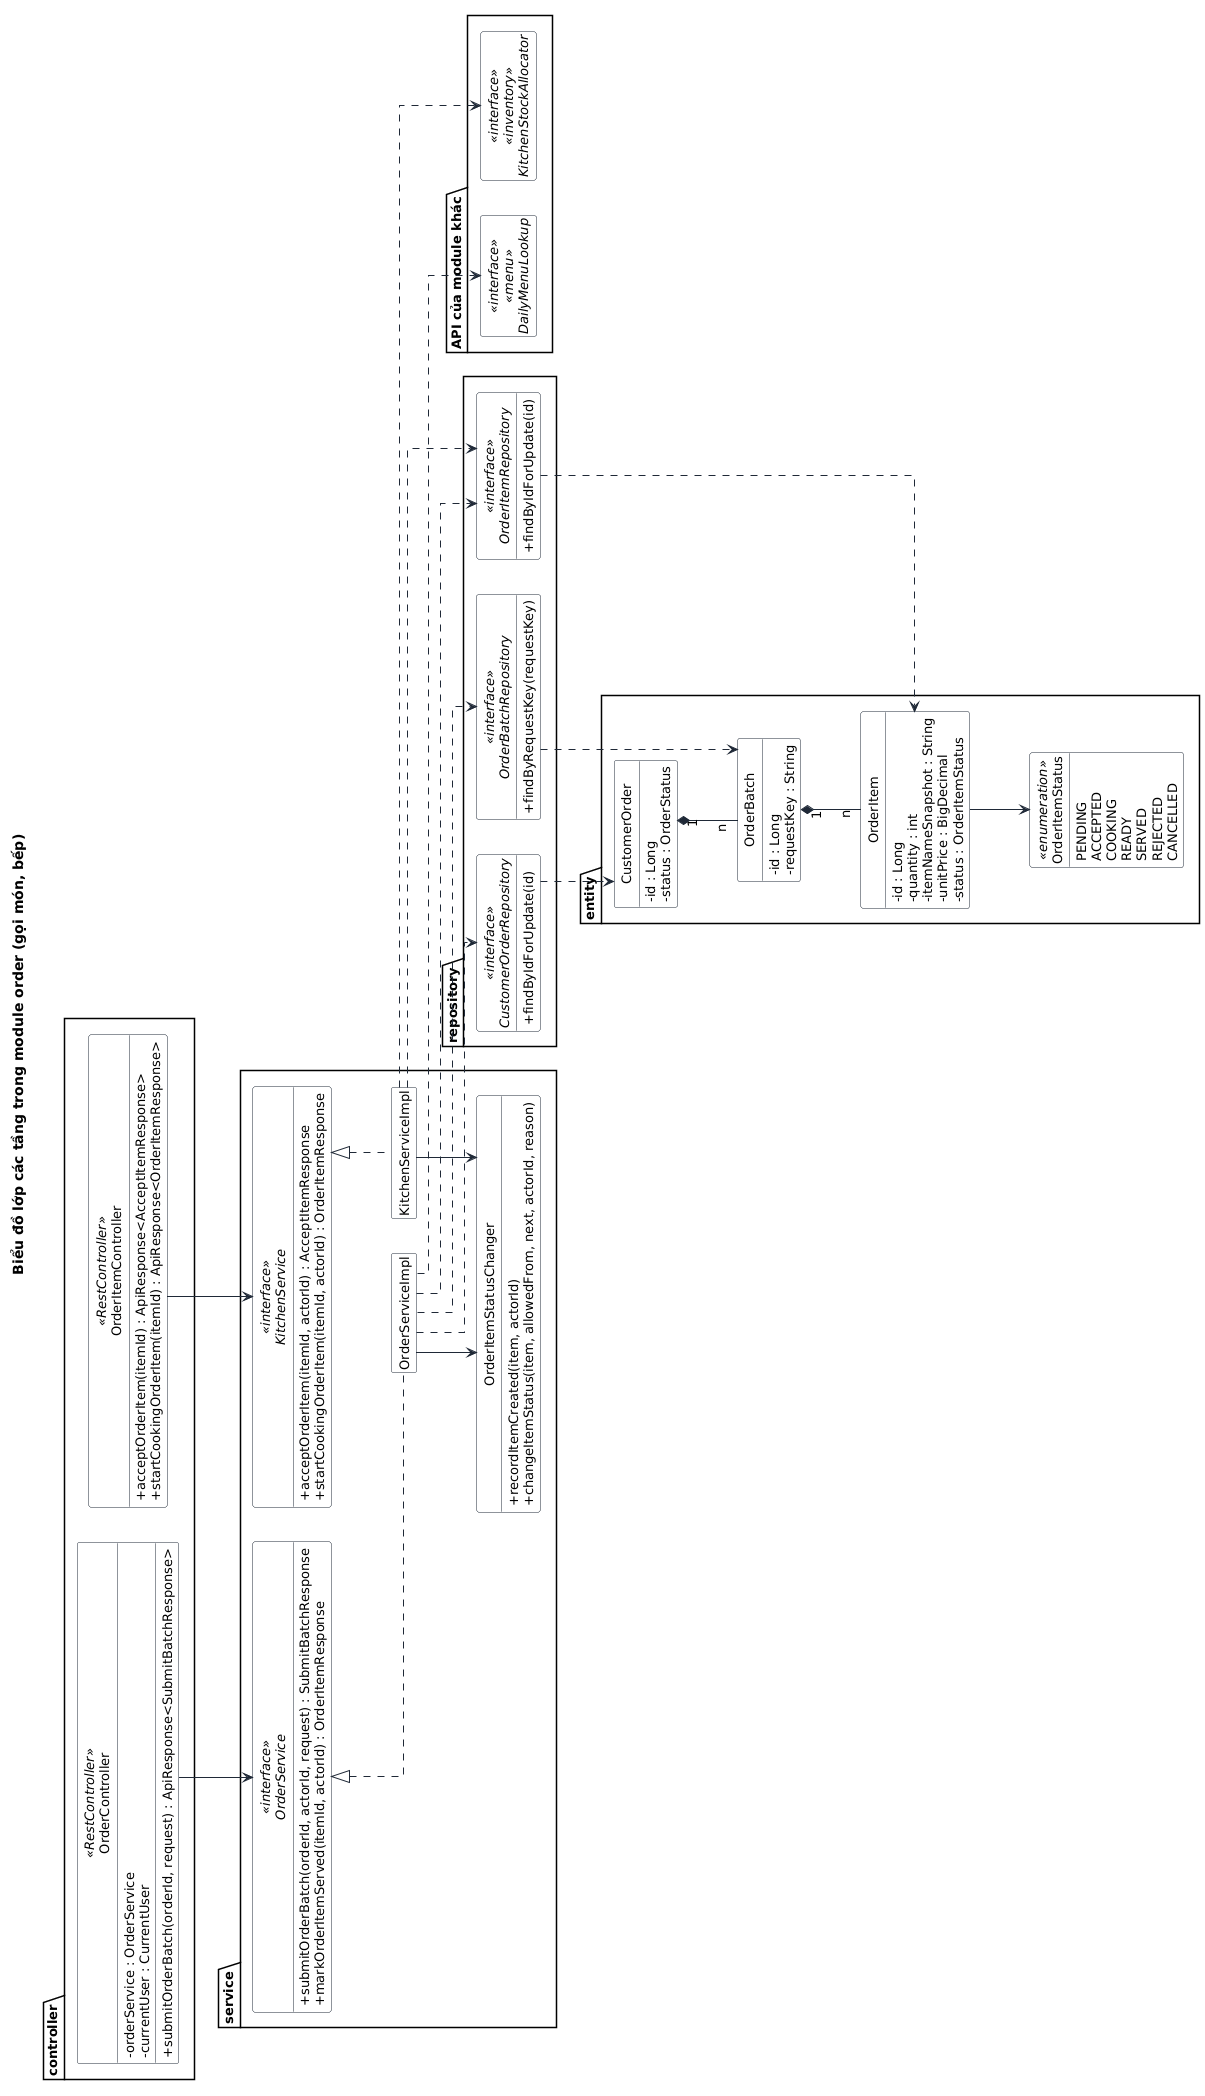 Biểu đồ lớp các tầng trong module order (gọi món, bếp)
controller
«RestController»
OrderController
-orderService : OrderService
-currentUser : CurrentUser
+submitOrderBatch(orderId, request) : ApiResponse<SubmitBatchResponse>
«RestController»
OrderItemController
+acceptOrderItem(itemId) : ApiResponse<AcceptItemResponse>
+startCookingOrderItem(itemId) : ApiResponse<OrderItemResponse>
service
«interface»
OrderService
+submitOrderBatch(orderId, actorId, request) : SubmitBatchResponse
+markOrderItemServed(itemId, actorId) : OrderItemResponse
«interface»
KitchenService
+acceptOrderItem(itemId, actorId) : AcceptItemResponse
+startCookingOrderItem(itemId, actorId) : OrderItemResponse
OrderServiceImpl
KitchenServiceImpl
OrderItemStatusChanger
+recordItemCreated(item, actorId)
+changeItemStatus(item, allowedFrom, next, actorId, reason)
repository
«interface»
CustomerOrderRepository
+findByIdForUpdate(id)
«interface»
OrderBatchRepository
+findByRequestKey(requestKey)
«interface»
OrderItemRepository
+findByIdForUpdate(id)
API của module khác
«interface»
«menu»
DailyMenuLookup
«interface»
«inventory»
KitchenStockAllocator
entity
CustomerOrder
-id : Long
-status : OrderStatus
1
n
OrderBatch
-id : Long
-requestKey : String
1
n
OrderItem
-id : Long
-quantity : int
-itemNameSnapshot : String
-unitPrice : BigDecimal
-status : OrderItemStatus
«enumeration»
OrderItemStatus
PENDING
ACCEPTED
COOKING
READY
SERVED
REJECTED
CANCELLED